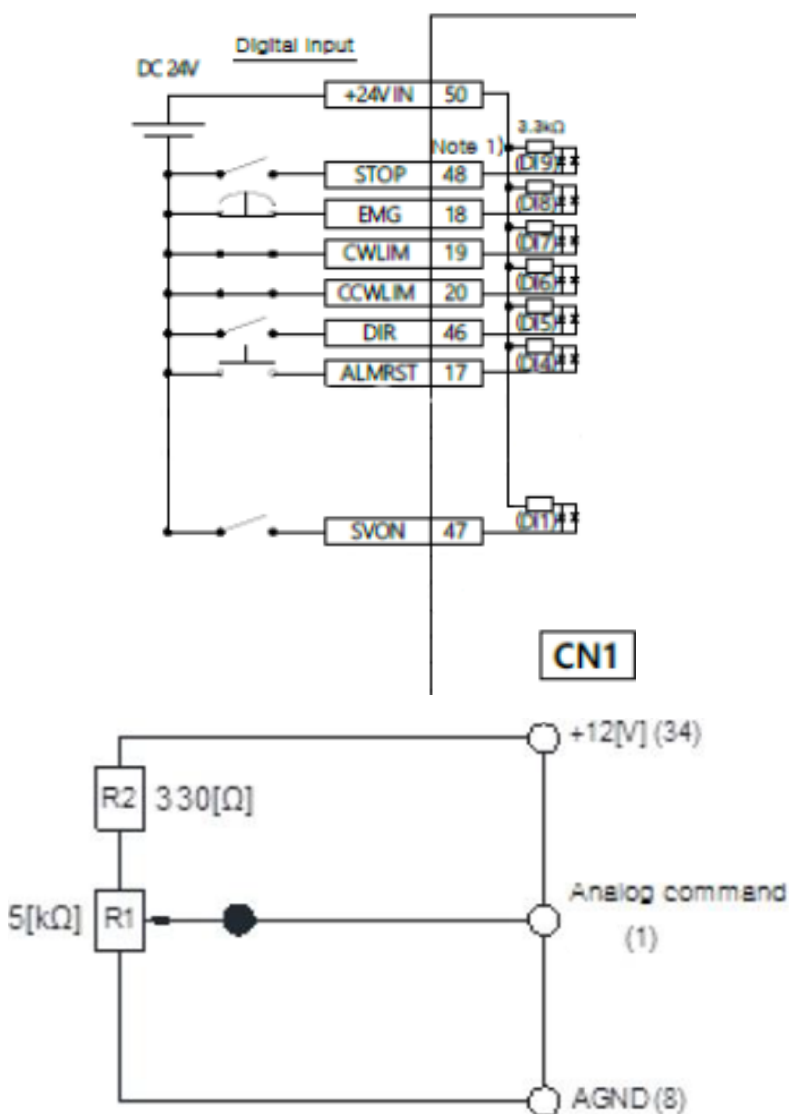 Digital input
DC 24V
+24V IN 50
3.3kΩ
Note 1)
STOP 48 (DI9)
EMG 18 (DI8)
CWLIM 19 (DI7)
CCWLIM 20 (DI6)
DIR 46 (DI5)
ALMRST 17 (DI4)
SVON 47 (DI1)
CN1
+12[V] (34)
R2 330[Ω]
Analog command
5[kΩ] R1
(1)
AGND (8)